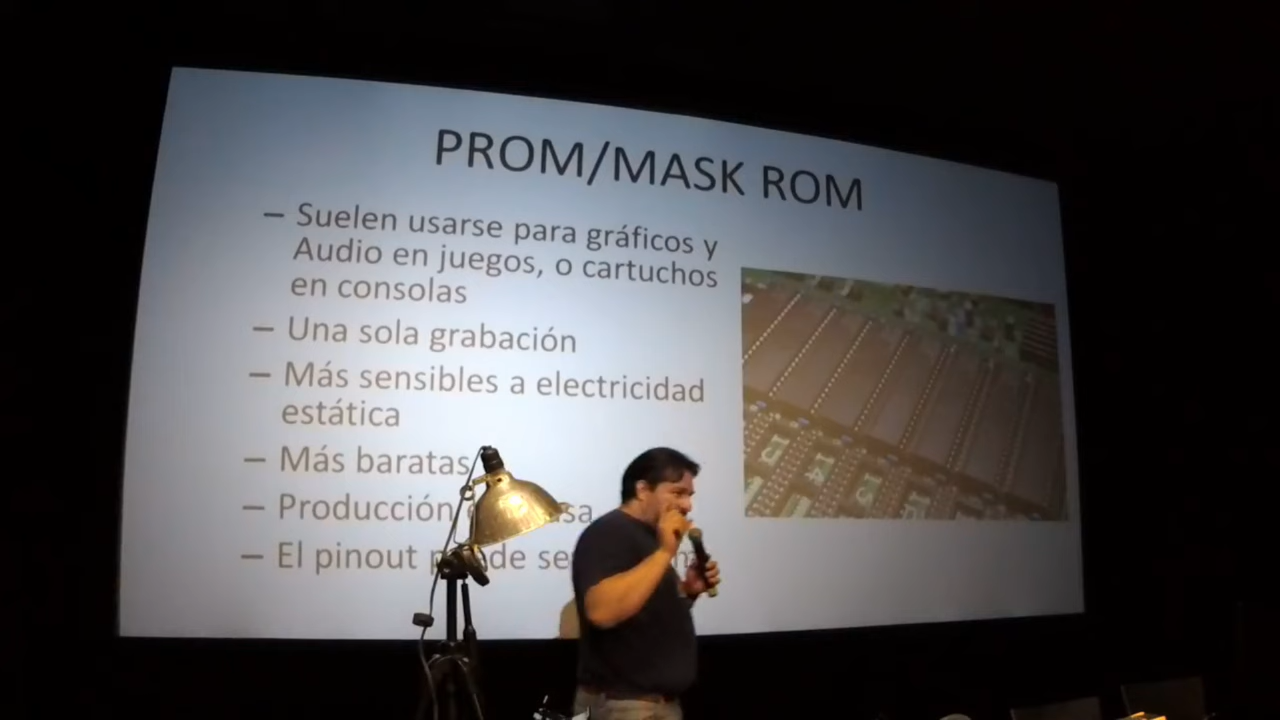 PROM/MASK ROM
– Suelen usarse para gráficos y
Audio en juegos, o cartuchos
en consolas
– Una sola grabación
– Más sensibles a electricidad
estática
– Más baratas
– Producción
– El pinout